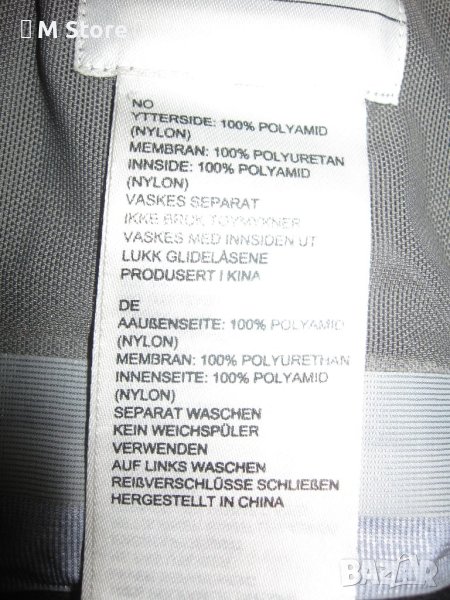 M Store
NO
YTTERSIDE: 100% POLYAMID
(NYLON)
MEMBRAN: 100% POLYURETAN
INNSIDE: 100% POLYAMID
(NYLON)
VASKES SEPARAT
IKKE BRUK TØYMYKNER
VASKES MED INNSIDEN UT
LUKK GLIDELÅSENE
PRODUSERT I KINA
DE
AAUßENSEITE: 100% POLYAMID
(NYLON)
MEMBRAN: 100% POLYURETHAN
INNENSEITE: 100% POLYAMID
(NYLON)
SEPARAT WASCHEN
KEIN WEICHSPÜLER
VERWENDEN
AUF LINKS WASCHEN
REIßVERSCHLÜSSE SCHLIEßEN
HERGESTELLT IN CHINA
BAZAR